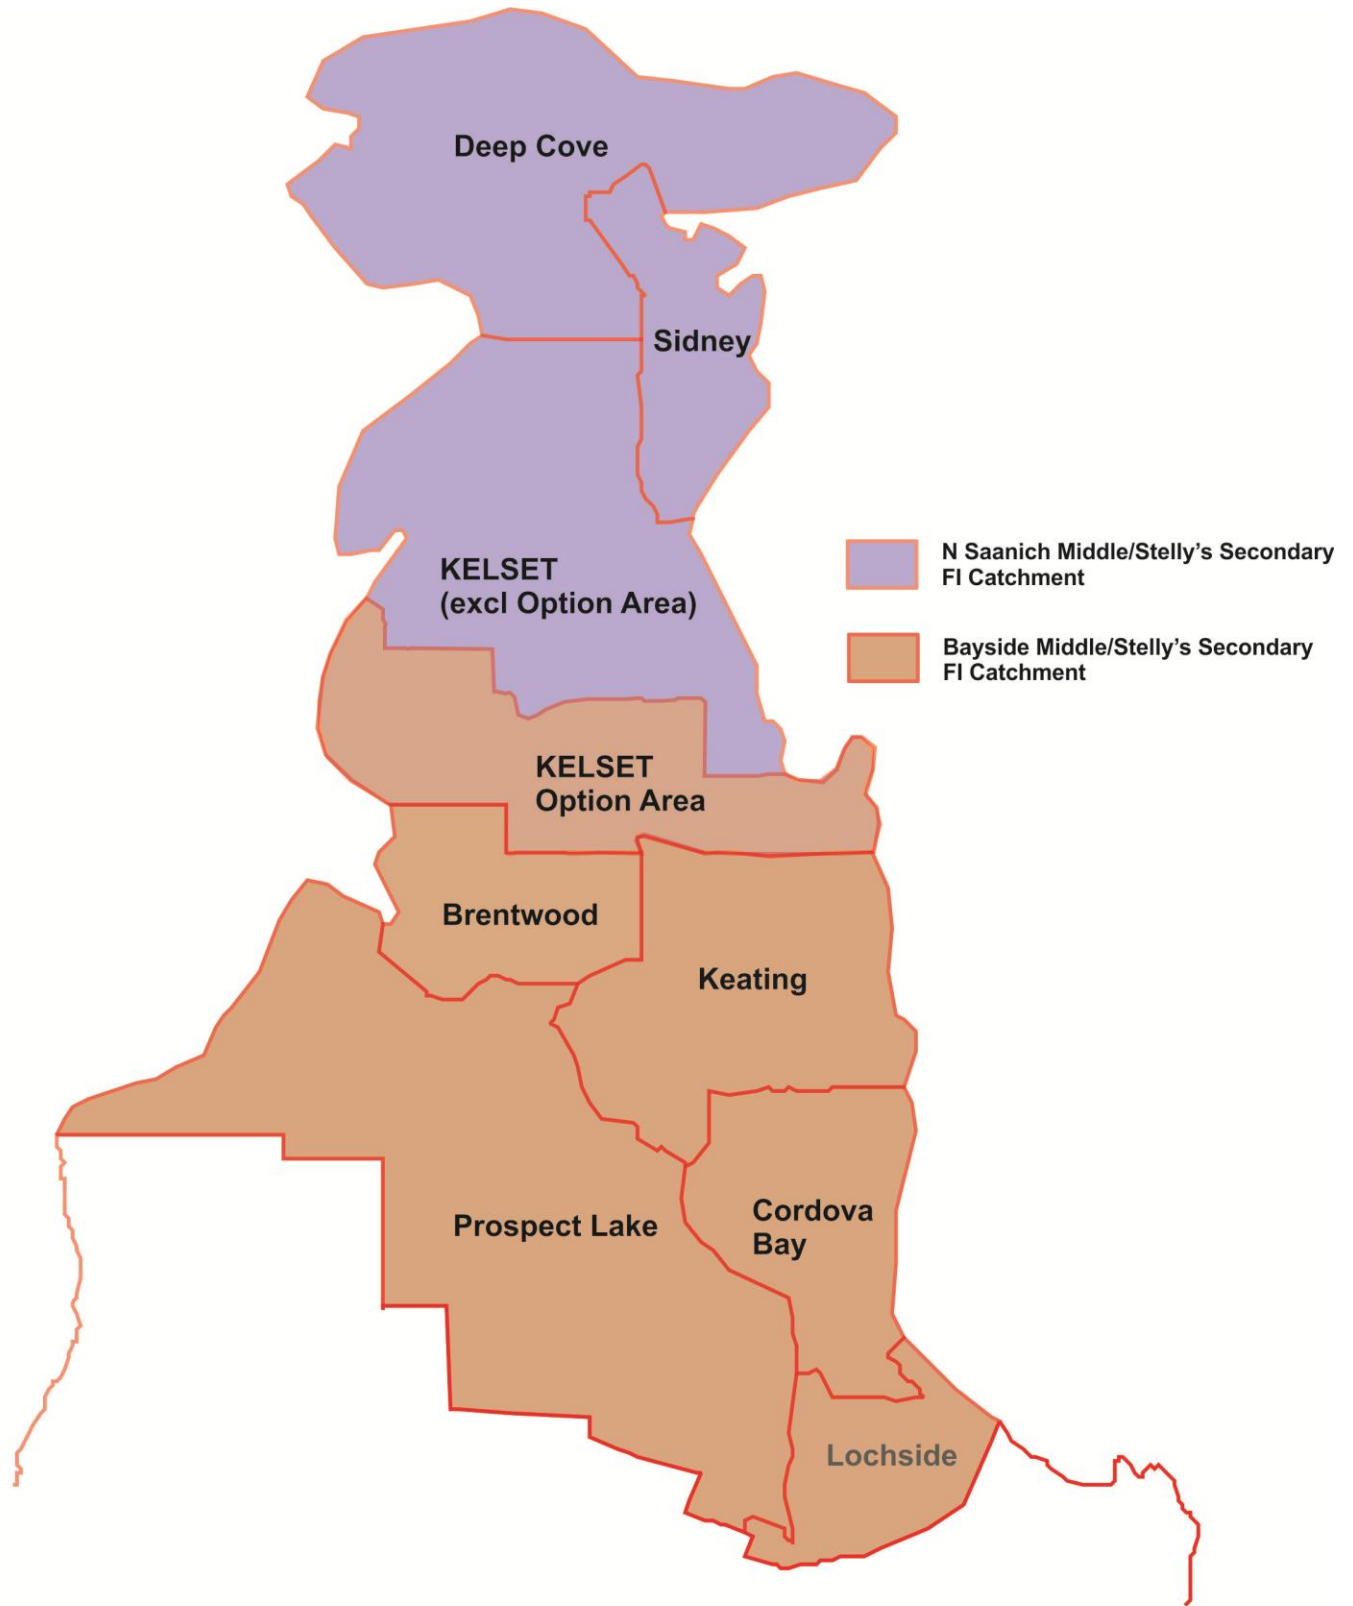 Deep Cove
Sidney
N Saanich Middle/Stelly's Secondary
FI Catchment
KELSET
(excl Option Area)
Bayside Middle/Stelly's Secondary
FI Catchment
KELSET
Option Area
Brentwood
Keating
Cordova
Bay
Prospect Lake
Lochside